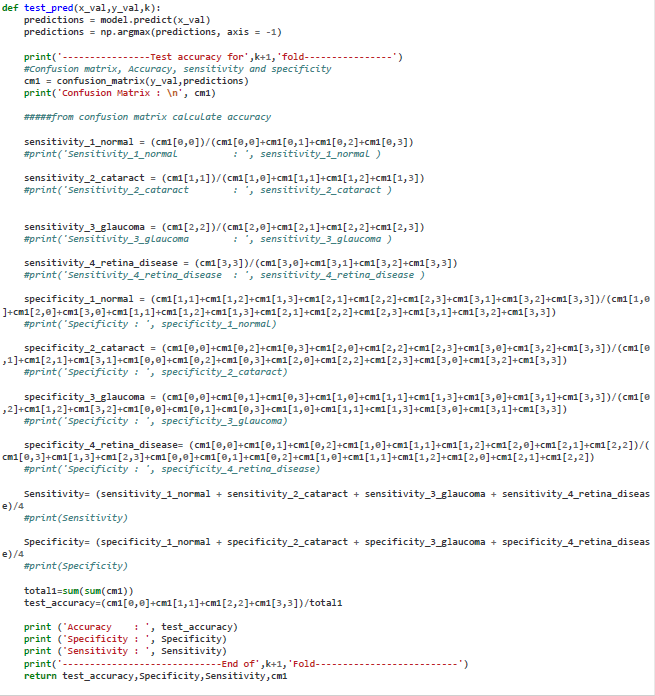 def test_pred(x_val,y_val,k):
    predictions = model.predict(x_val)
    predictions = np.argmax(predictions, axis = -1)
    print('----------------Test accuracy for',k+1,'fold----------------')
    #Confusion matrix, Accuracy, sensitivity and specificity
    cm1 = confusion_matrix(y_val,predictions)
    print('Confusion Matrix : \n', cm1)
    #####from confusion matrix calculate accuracy
    sensitivity_1_normal = (cm1[0,0])/(cm1[0,0]+cm1[0,1]+cm1[0,2]+cm1[0,3])
    #print('Sensitivity_1_normal          : ', sensitivity_1_normal )
    sensitivity_2_cataract = (cm1[1,1])/(cm1[1,0]+cm1[1,1]+cm1[1,2]+cm1[1,3])
    #print('Sensitivity_2_cataract        : ', sensitivity_2_cataract )
    sensitivity_3_glaucoma = (cm1[2,2])/(cm1[2,0]+cm1[2,1]+cm1[2,2]+cm1[2,3])
    #print('Sensitivity_3_glaucoma        : ', sensitivity_3_glaucoma )
    sensitivity_4_retina_disease = (cm1[3,3])/(cm1[3,0]+cm1[3,1]+cm1[3,2]+cm1[3,3])
    #print('Sensitivity_4_retina_disease  : ', sensitivity_4_retina_disease )
    specificity_1_normal = (cm1[1,1]+cm1[1,2]+cm1[1,3]+cm1[2,1]+cm1[2,2]+cm1[2,3]+cm1[3,1]+cm1[3,2]+cm1[3,3])/(cm1[1,0
]+cm1[2,0]+cm1[3,0]+cm1[1,1]+cm1[1,2]+cm1[1,3]+cm1[2,1]+cm1[2,2]+cm1[2,3]+cm1[3,1]+cm1[3,2]+cm1[3,3])
    #print('Specificity : ', specificity_1_normal)
    specificity_2_cataract = (cm1[0,0]+cm1[0,2]+cm1[0,3]+cm1[2,0]+cm1[2,2]+cm1[2,3]+cm1[3,0]+cm1[3,2]+cm1[3,3])/(cm1[0
,1]+cm1[2,1]+cm1[3,1]+cm1[0,0]+cm1[0,2]+cm1[0,3]+cm1[2,0]+cm1[2,2]+cm1[2,3]+cm1[3,0]+cm1[3,2]+cm1[3,3])
    #print('Specificity : ', specificity_2_cataract)
    specificity_3_glaucoma = (cm1[0,0]+cm1[0,1]+cm1[0,3]+cm1[1,0]+cm1[1,1]+cm1[1,3]+cm1[3,0]+cm1[3,1]+cm1[3,3])/(cm1[0
,2]+cm1[1,2]+cm1[3,2]+cm1[0,0]+cm1[0,1]+cm1[0,3]+cm1[1,0]+cm1[1,1]+cm1[1,3]+cm1[3,0]+cm1[3,1]+cm1[3,3])
    #print('Specificity : ', specificity_3_glaucoma)
    specificity_4_retina_disease= (cm1[0,0]+cm1[0,1]+cm1[0,2]+cm1[1,0]+cm1[1,1]+cm1[1,2]+cm1[2,0]+cm1[2,1]+cm1[2,2])/(
cm1[0,3]+cm1[1,3]+cm1[2,3]+cm1[0,0]+cm1[0,1]+cm1[0,2]+cm1[1,0]+cm1[1,1]+cm1[1,2]+cm1[2,0]+cm1[2,1]+cm1[2,2])
    #print('Specificity : ', specificity_4_retina_disease)
    Sensitivity= (sensitivity_1_normal + sensitivity_2_cataract + sensitivity_3_glaucoma + sensitivity_4_retina_diseas
e)/4
    #print(Sensitivity)
    Specificity= (specificity_1_normal + specificity_2_cataract + specificity_3_glaucoma + specificity_4_retina_diseas
e)/4
    #print(Specificity)
    total1=sum(sum(cm1))
    test_accuracy=(cm1[0,0]+cm1[1,1]+cm1[2,2]+cm1[3,3])/total1
    print ('Accuracy    : ', test_accuracy)
    print ('Specificity : ', Specificity)
    print ('Sensitivity : ', Sensitivity)
    print('-----------------------------End of',k+1,'Fold--------------------------')
    return test_accuracy,Specificity,Sensitivity,cm1